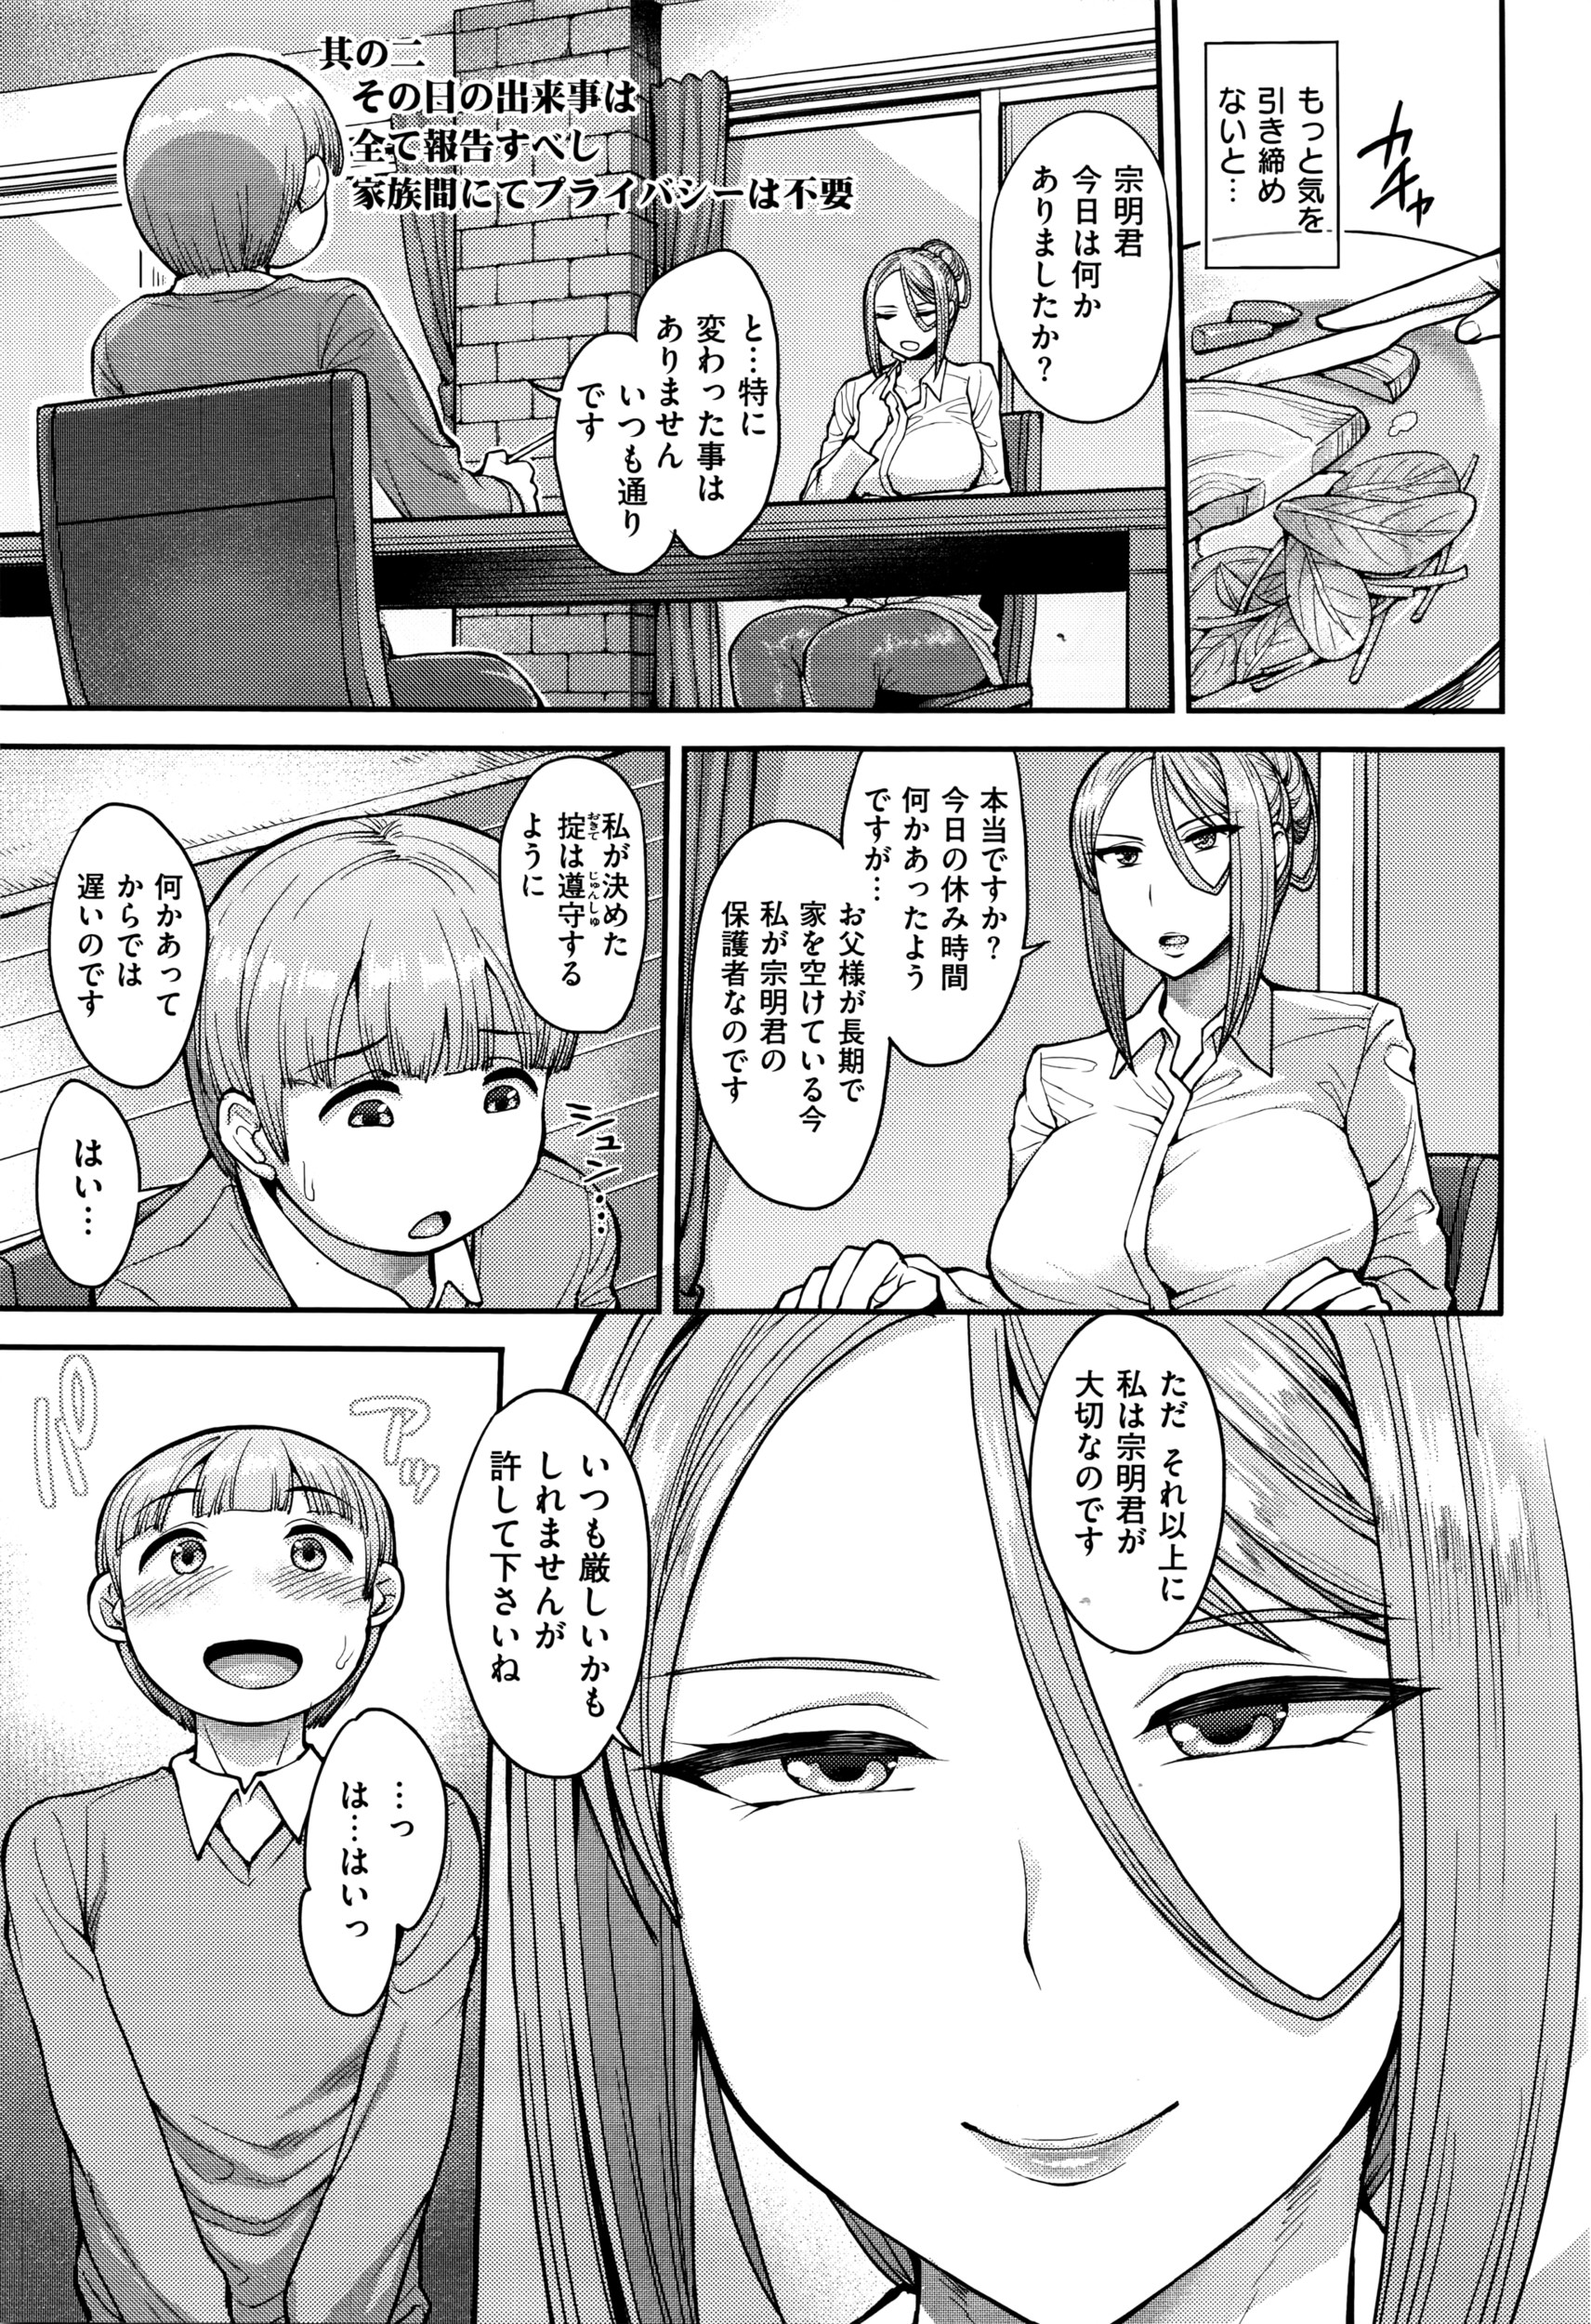 もっと気を
引き締め
ないと…
カチャ
其の二
その日の出来事は
全て報告すべし
家族間にてプライバシーは不要
宗明君
今日は何か
ありましたか?
と…特に
変わった事は
ありません
いつも通り
です
本当ですか?
今日の休み時間
何かあったよう
ですが…
お父様が長期で
家を空けている今
私が宗明君の
保護者なのです
私が決めた
掟は遵守する
ように
おきて
じゅんしゅ
シュン…
何かあって
からでは
遅いのです
はい…
ただ それ以上に
私は宗明君が
大切なのです
いつも厳しいかも
しれませんが
許して下さいね
パアッ
…っ
は…はいっ